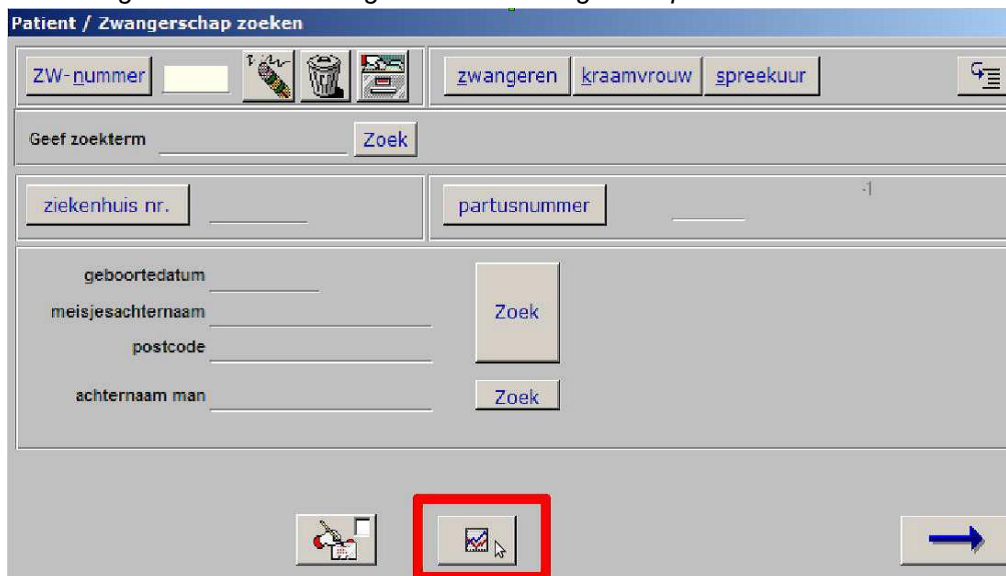 Patient / Zwangerschap zoeken
ZW-nummer zwangeren kraamvrouw spreekuur
Geef zoekterm Zoek
ziekenhuis nr. partusnummer -1
geboortedatum
meisjesachternaam Zoek
postcode
achternaam man Zoek